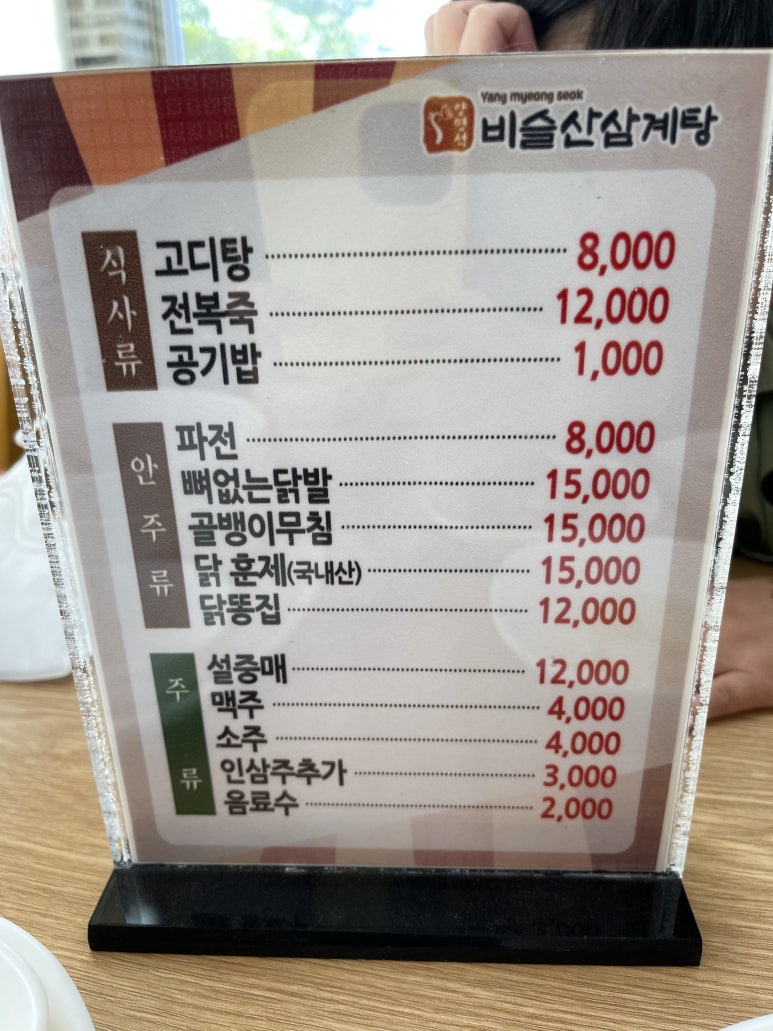 Yang myeong seok
양명석
비슬산삼계탕
식사류
고디탕 8,000
전복죽 12,000
공기밥 1,000
안주류
파전 8,000
뼈없는닭발 15,000
골뱅이무침 15,000
닭 훈제(국내산) 15,000
닭똥집 12,000
주류
설중매 12,000
맥주 4,000
소주 4,000
인삼주추가 3,000
음료수 2,000